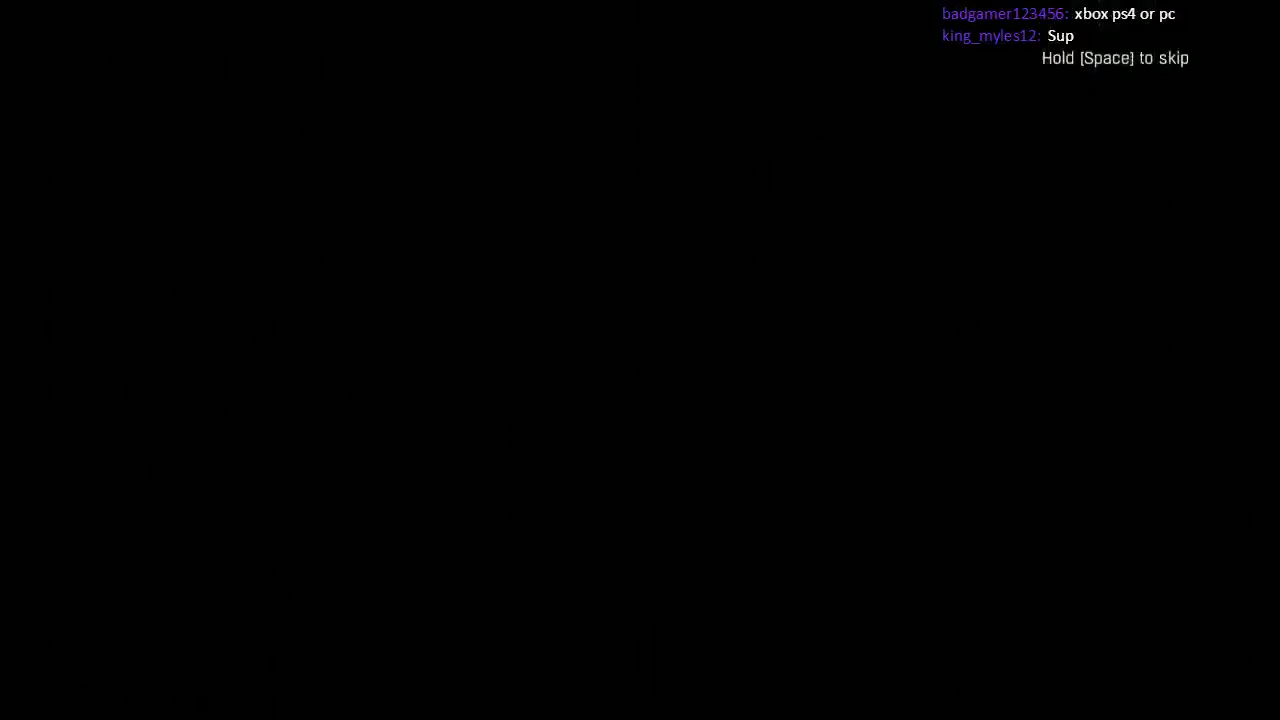 badgamer123456: xbox ps4 or pc
king_myles12: Sup
Hold [Space] to skip